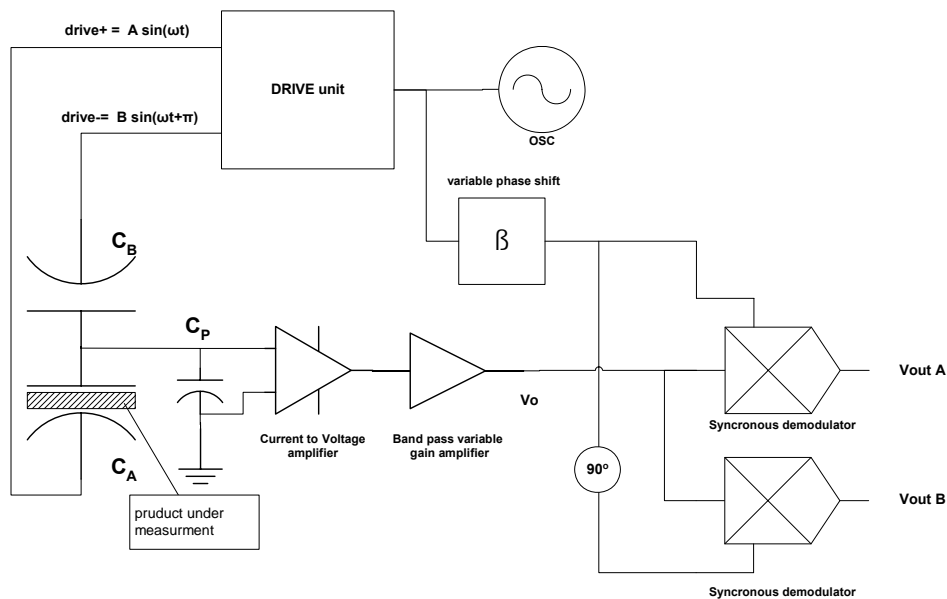 drive+ = A sin(ωt)
DRIVE unit
drive-= B sin(ωt+π)
OSC
variable phase shift
ß
C_B
C_P
Vo
Vout A
Current to Voltage
amplifier
Band pass variable
gain amplifier
Syncronous demodulator
90º
C_A
pruduct under
measurment
Vout B
Syncronous demodulator